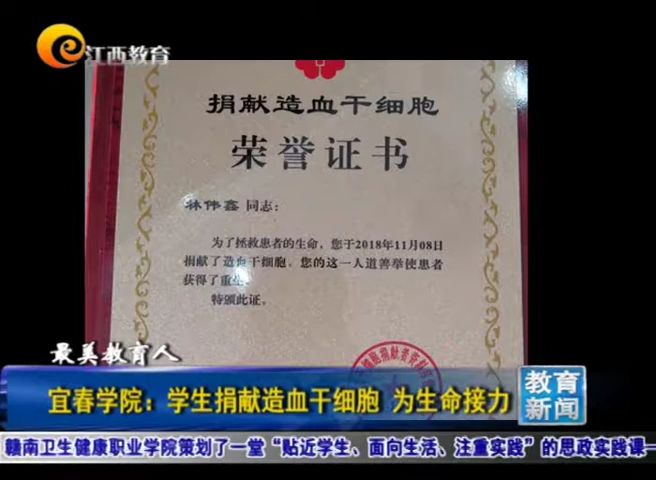 江西教育
捐献造血干细胞
荣誉证书
林伟鑫 同志：
为了拯救患者的生命，您于2018年11月08日
捐献了造血干细胞。您的这一人道善举使患者
获得了重生。
特颁此证。
最美教育人
宜春学院：学生捐献造血干细胞 为生命接力
教育
新闻
赣南卫生健康职业学院策划了一堂“贴近学生、面向生活、注重实践”的思政实践课